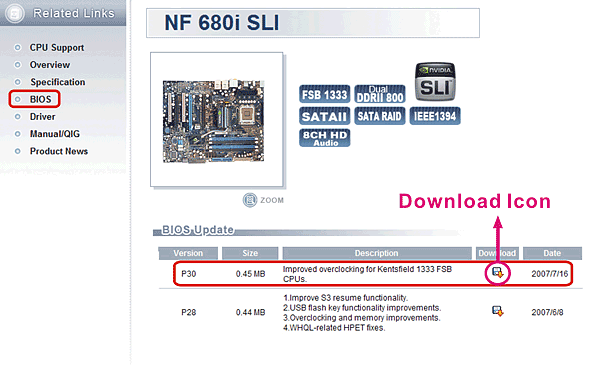 Related Links
CPU Support
Overview
Specification
BIOS
Driver
Manual/QIG
Product News
NF 680i SLI
FSB 1333
Dual
DDRII 800
NVIDIA
SLI
SATAII
SATA RAID
IEEE1394
8CH HD
Audio
ZOOM
Download Icon
BIOS Update
Version Size Description Download Date
P30 0.45 MB Improved overclocking for Kentsfield 1333 FSB
CPUs. 2007/7/16
P28 0.44 MB 1.Improve S3 resume functionality.
2.USB flash key functionality improvements.
3.Overclocking and memory improvements.
4.WHQL-related HPET fixes. 2007/6/8